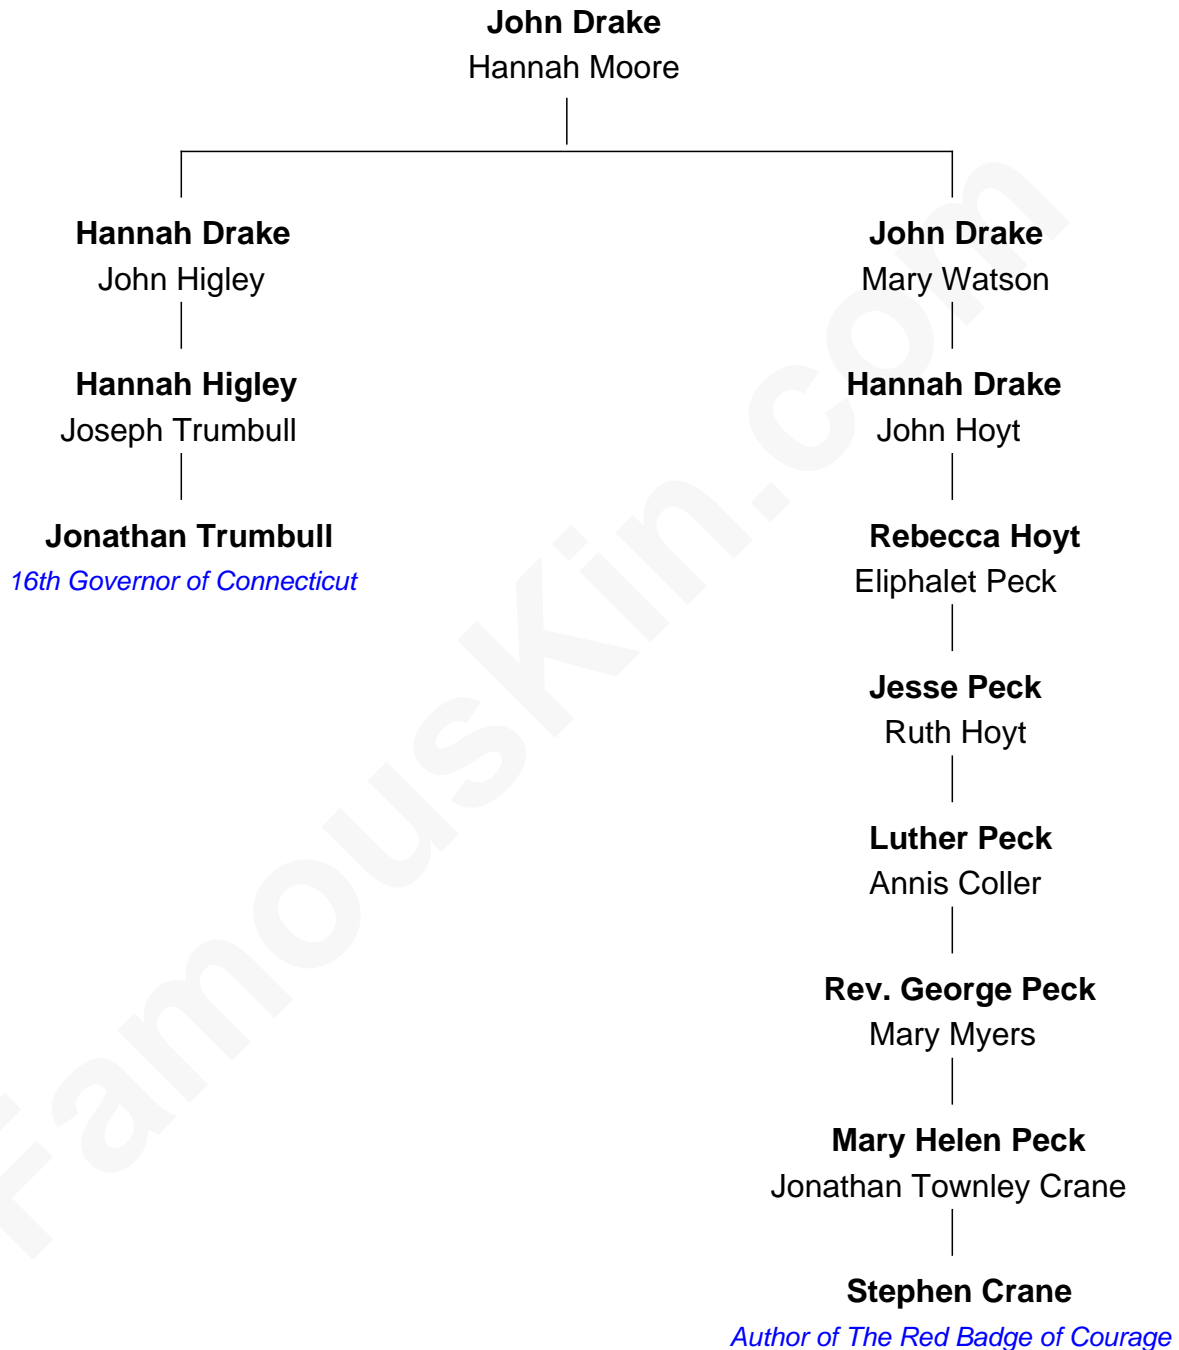 John Drake
Hannah Moore
Hannah Drake
John Higley
Hannah Higley
Joseph Trumbull
Jonathan Trumbull
16th Governor of Connecticut
John Drake
Mary Watson
Hannah Drake
John Hoyt
Rebecca Hoyt
Eliphalet Peck
Jesse Peck
Ruth Hoyt
Luther Peck
Annis Coller
Rev. George Peck
Mary Myers
Mary Helen Peck
Jonathan Townley Crane
Stephen Crane
Author of The Red Badge of Courage
FamousKin.com